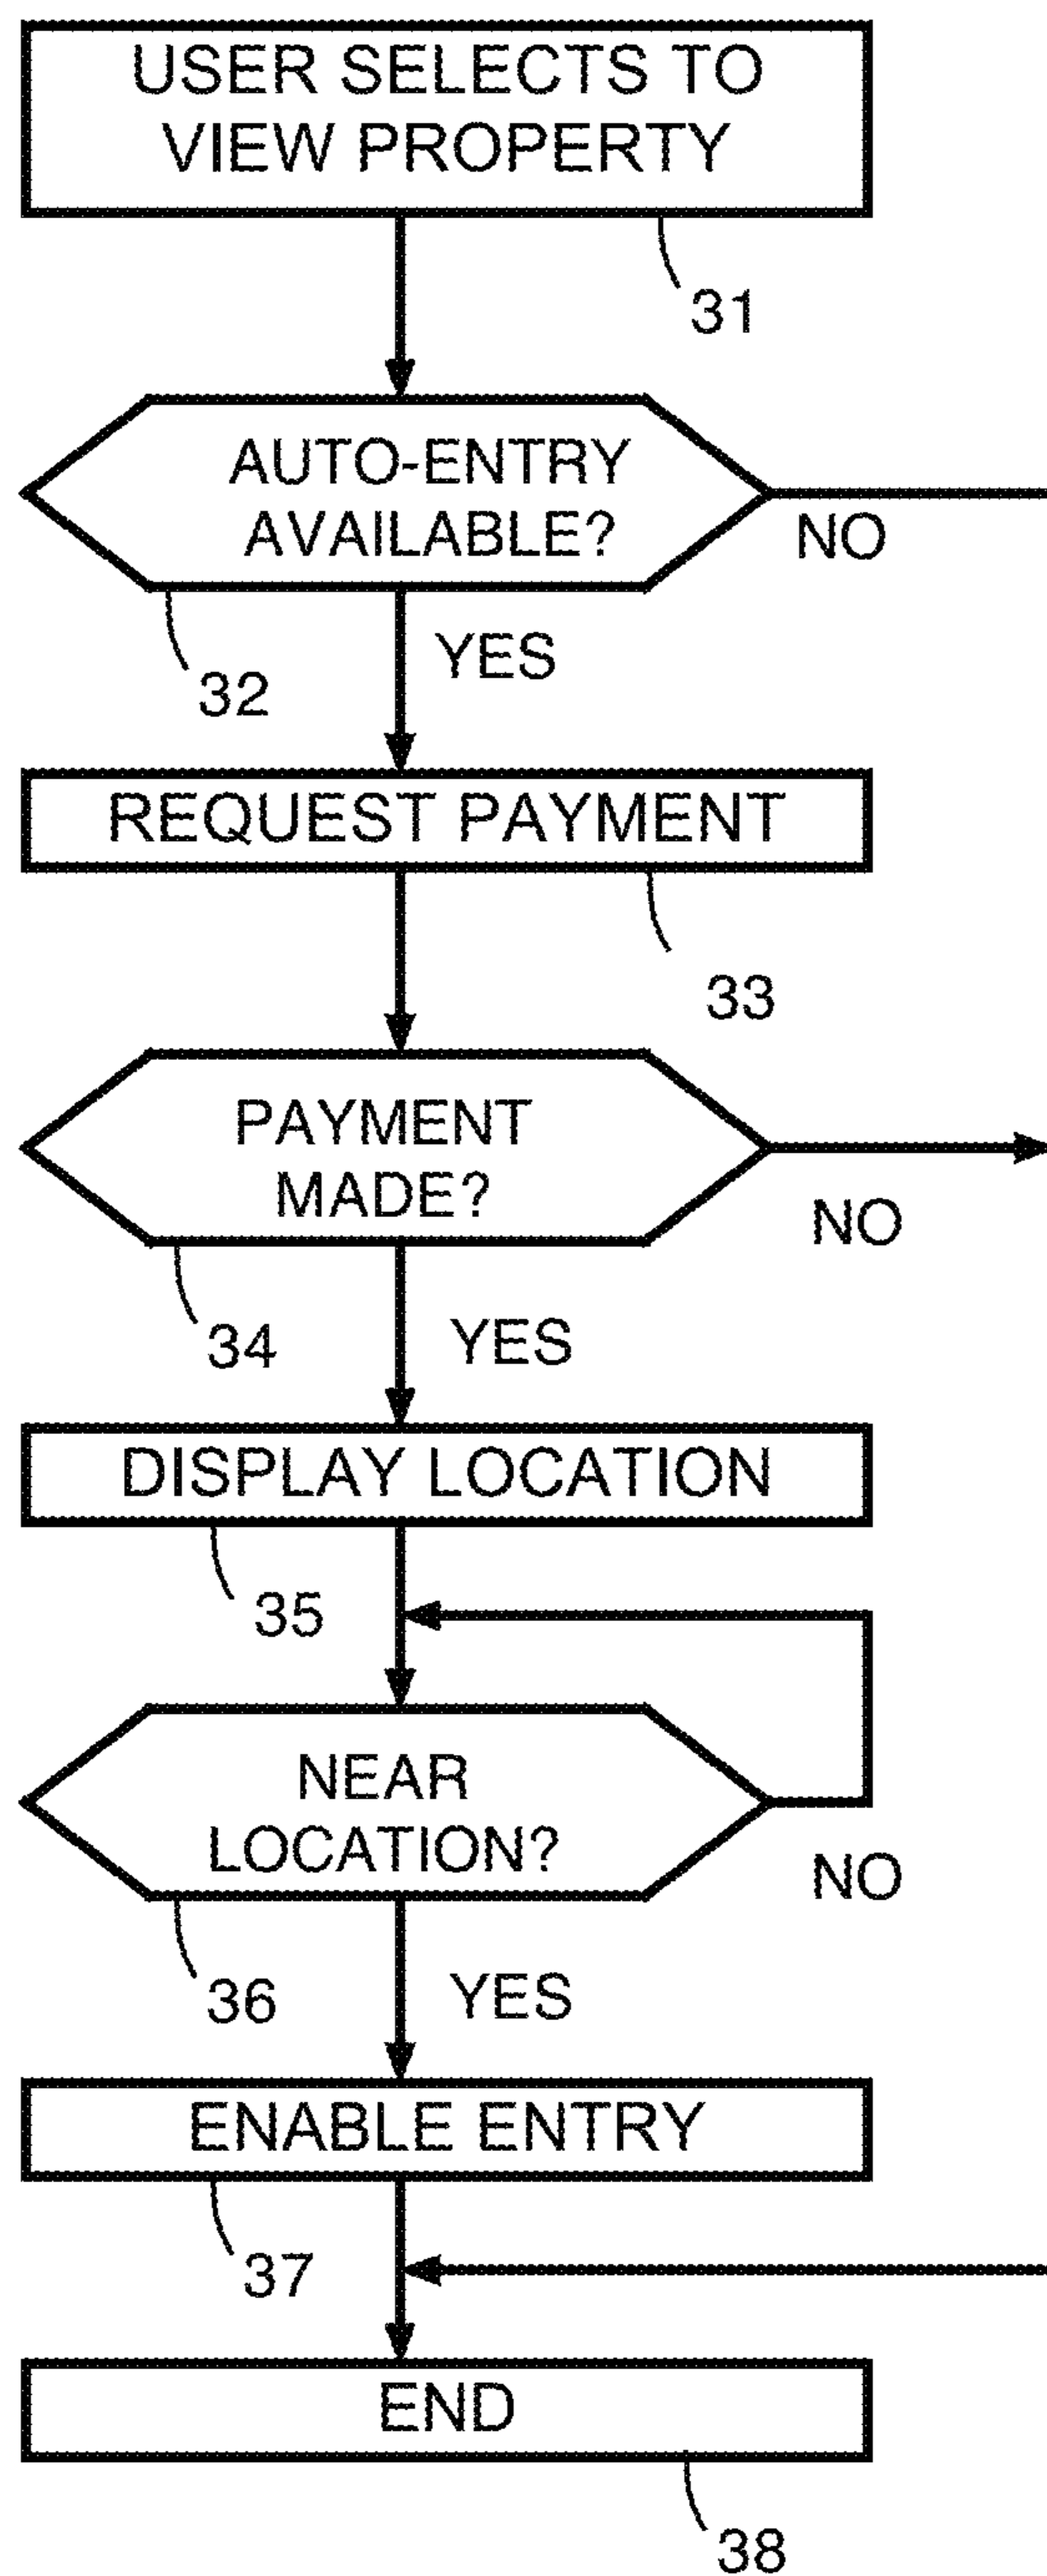 USER SELECTS TO
VIEW PROPERTY
31
AUTO-ENTRY
AVAILABLE?
NO
YES
32
REQUEST PAYMENT
33
PAYMENT
MADE?
NO
YES
34
DISPLAY LOCATION
35
NEAR
LOCATION?
NO
YES
36
ENABLE ENTRY
37
END
38